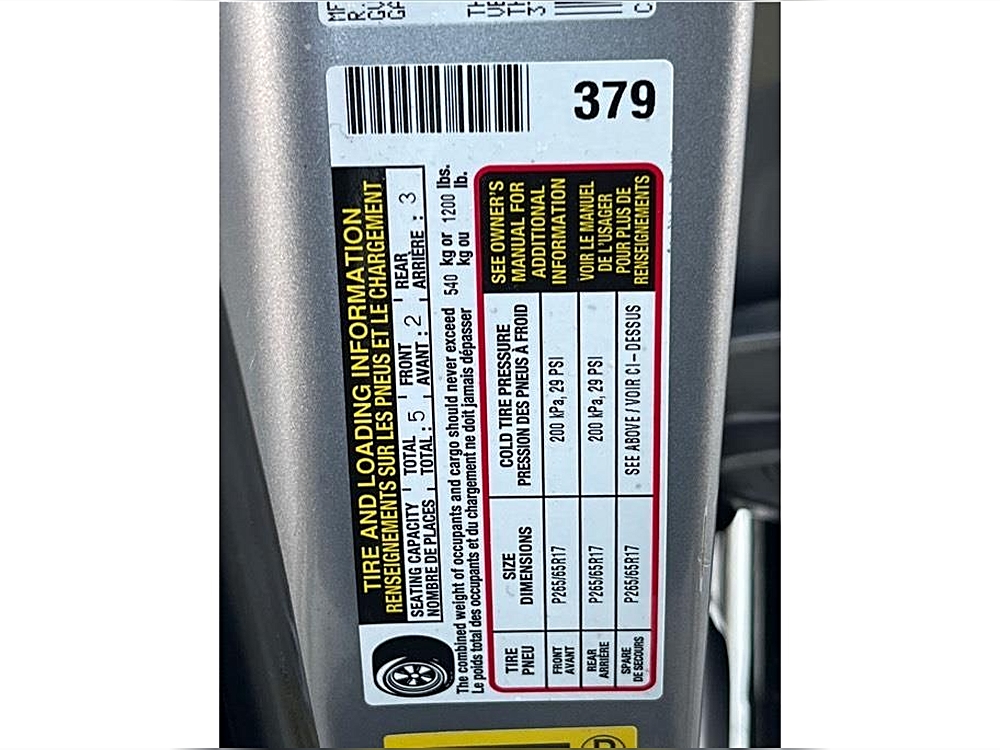 379
TIRE AND LOADING INFORMATION
RENSEIGNEMENTS SUR LES PNEUS ET LE CHARGEMENT
SEATING CAPACITY TOTAL FRONT REAR
NOMBRE DE PLACES TOTAL : 5 AVANT : 2 ARRIÈRE : 3
The combined weight of occupants and cargo should never exceed 540 kg or 1200 lbs.
Le poids total des occupants et du chargement ne doit jamais dépasser kg ou lb.
TIRE SIZE COLD TIRE PRESSURE
PNEU DIMENSIONS PRESSION DES PNEUS À FROID
FRONT P265/65R17 200 kPa, 29 PSI
AVANT
REAR P265/65R17 200 kPa, 29 PSI
ARRIÈRE
SPARE P265/65R17 SEE ABOVE / VOIR CI-DESSUS
DE SECOURS
SEE OWNER'S
MANUAL FOR
ADDITIONAL
INFORMATION
VOIR LE MANUEL
DE L'USAGER
POUR PLUS DE
RENSEIGNEMENTS